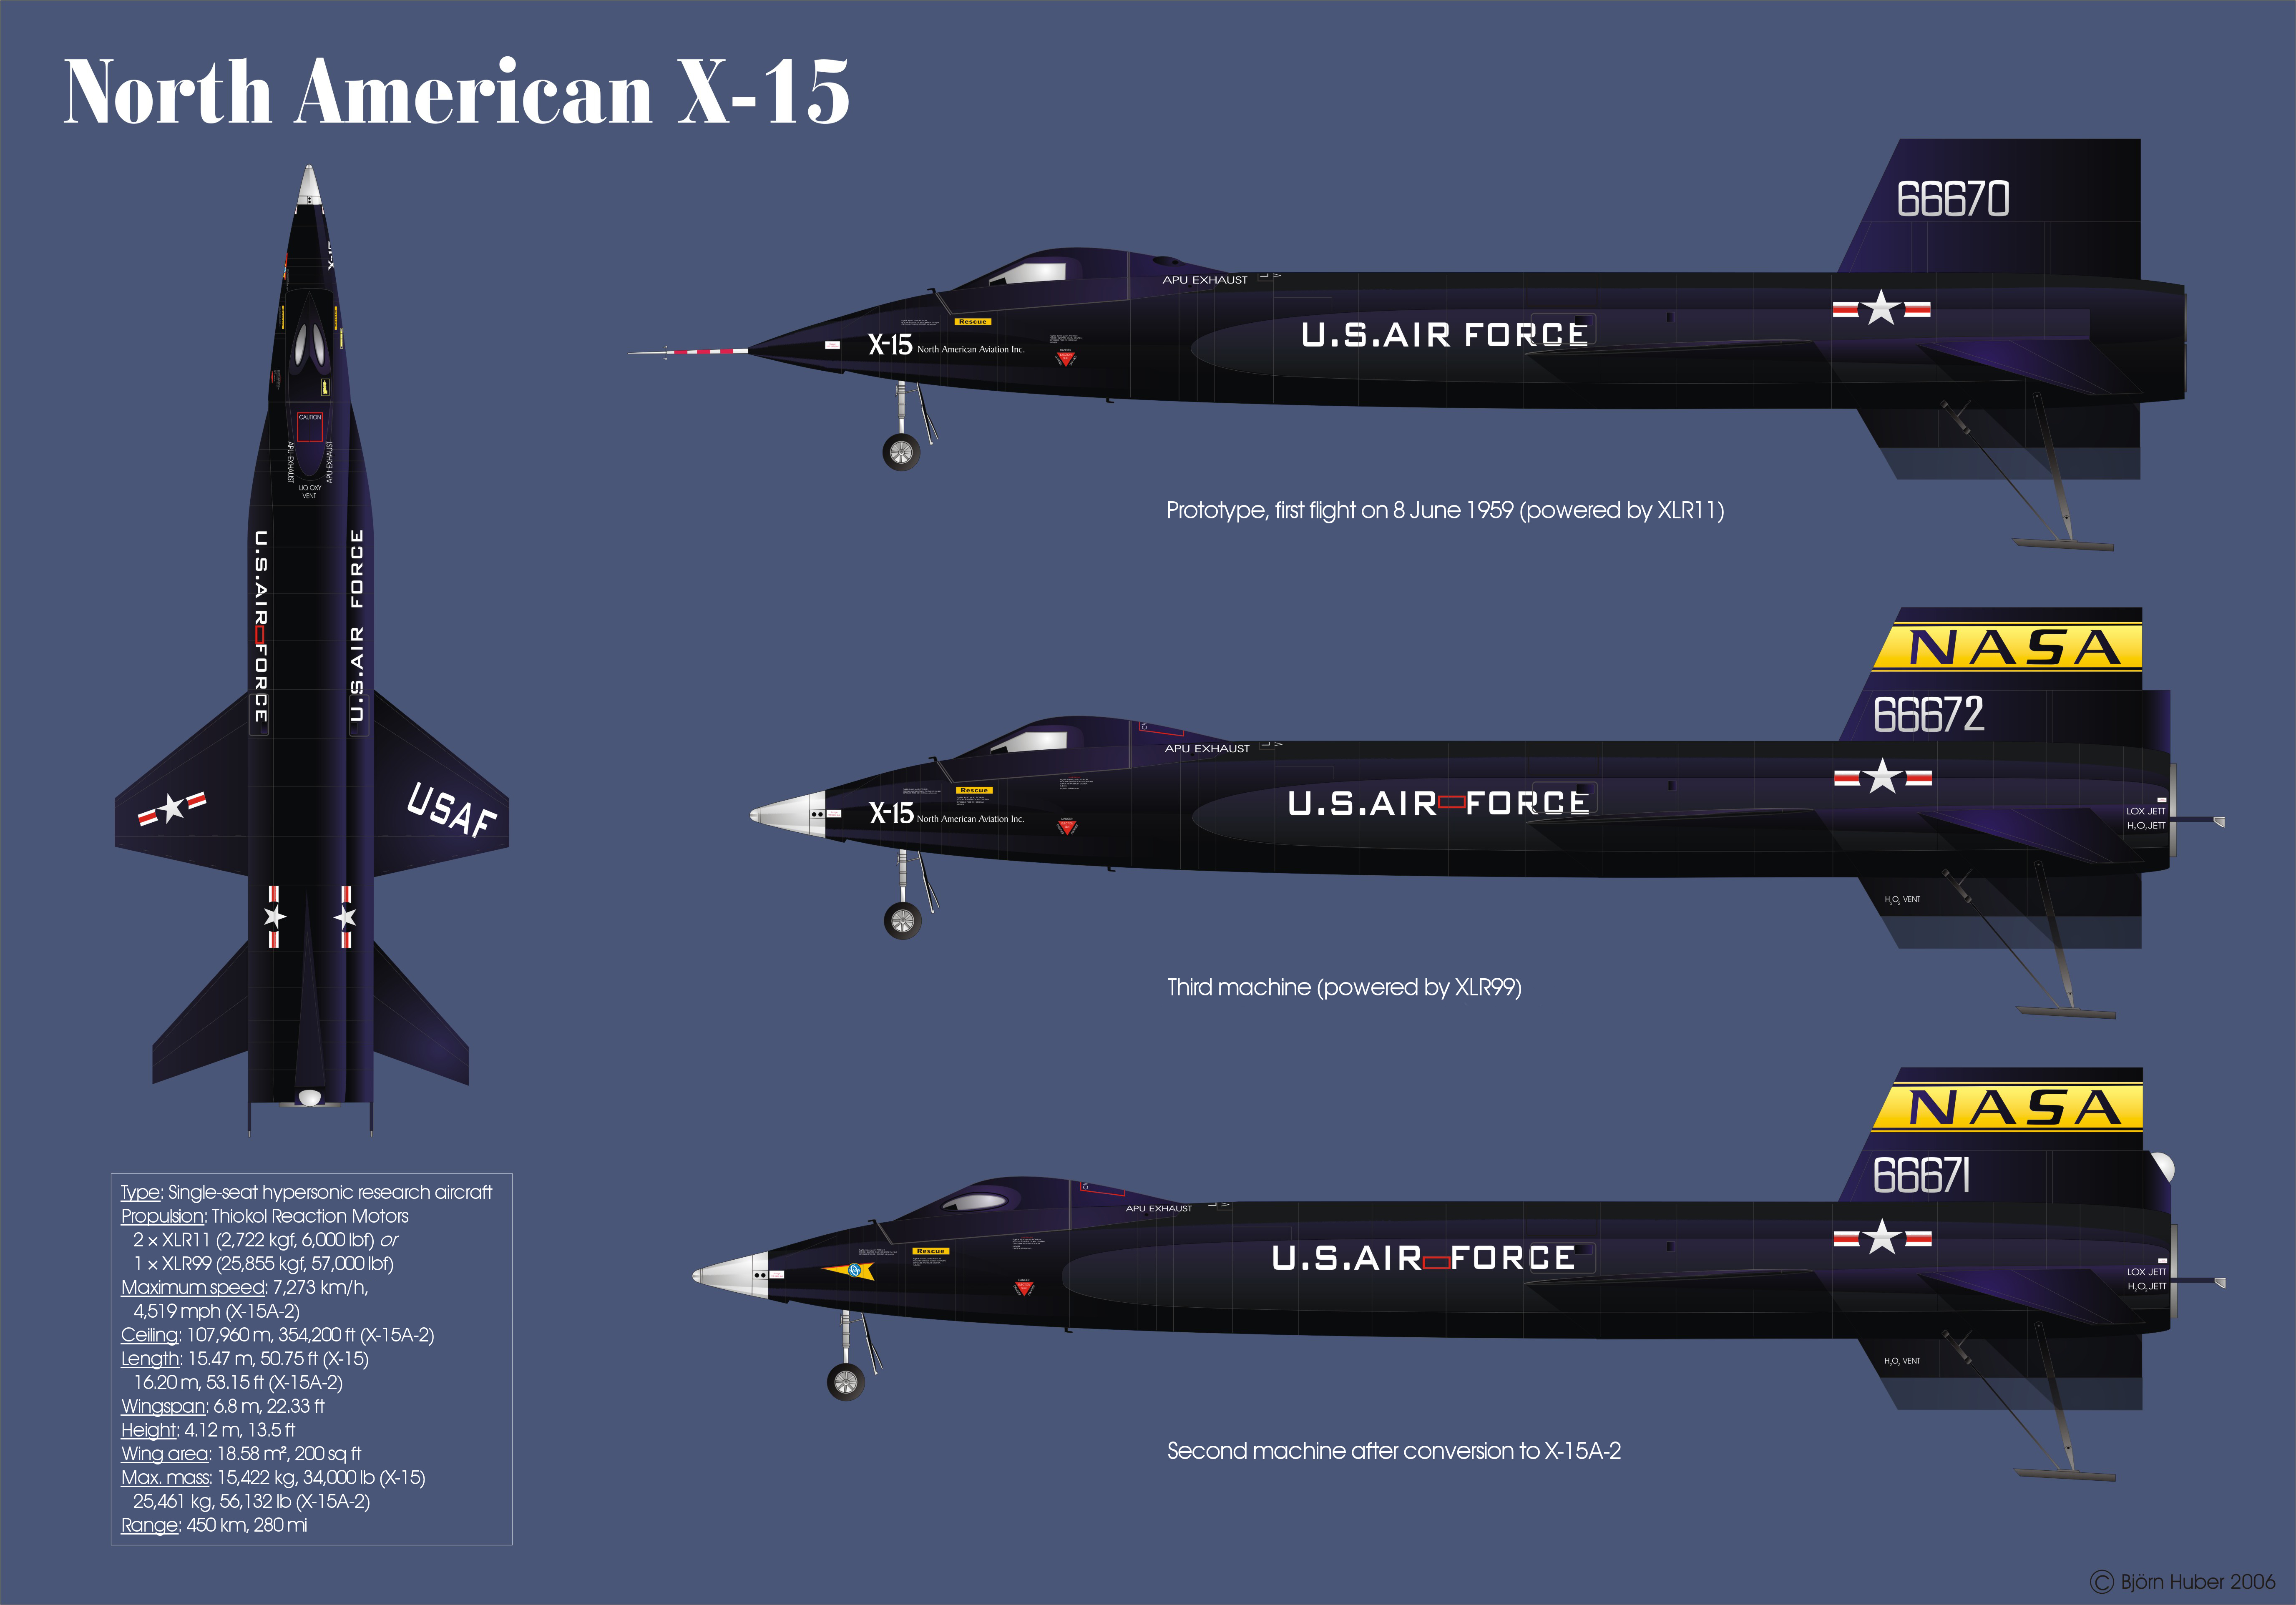 North American X-15
X-15
CAUTION
APU EXHAUST
APU EXHAUST
LIQ OXY
VENT
U.S.AIR FORCE
U.S.AIR FORCE
USAF
66670
APU EXHAUST
Rescue
U.S.AIR FORCE
X-15 North American Aviation Inc.
Prototype, first flight on 8 June 1959 (powered by XLR11)
NASA
66672
APU EXHAUST
Rescue
U.S.AIR FORCE
X-15 North American Aviation Inc.
LOX JETT
H₂O₂ JETT
H₂O₂ VENT
Third machine (powered by XLR99)
NASA
66671
APU EXHAUST
Rescue
U.S.AIR FORCE
LOX JETT
H₂O₂ JETT
H₂O₂ VENT
Second machine after conversion to X-15A-2
Type: Single-seat hypersonic research aircraft
Propulsion: Thiokol Reaction Motors
2 × XLR11 (2,722 kgf, 6,000 lbf) or
1 × XLR99 (25,855 kgf, 57,000 lbf)
Maximum speed: 7,273 km/h,
4,519 mph (X-15A-2)
Ceiling: 107,960 m, 354,200 ft (X-15A-2)
Length: 15.47 m, 50.75 ft (X-15)
16.20 m, 53.15 ft (X-15A-2)
Wingspan: 6.8 m, 22.33 ft
Height: 4.12 m, 13.5 ft
Wing area: 18.58 m², 200 sq ft
Max. mass: 15,422 kg, 34,000 lb (X-15)
25,461 kg, 56,132 lb (X-15A-2)
Range: 450 km, 280 mi
© Björn Huber 2006